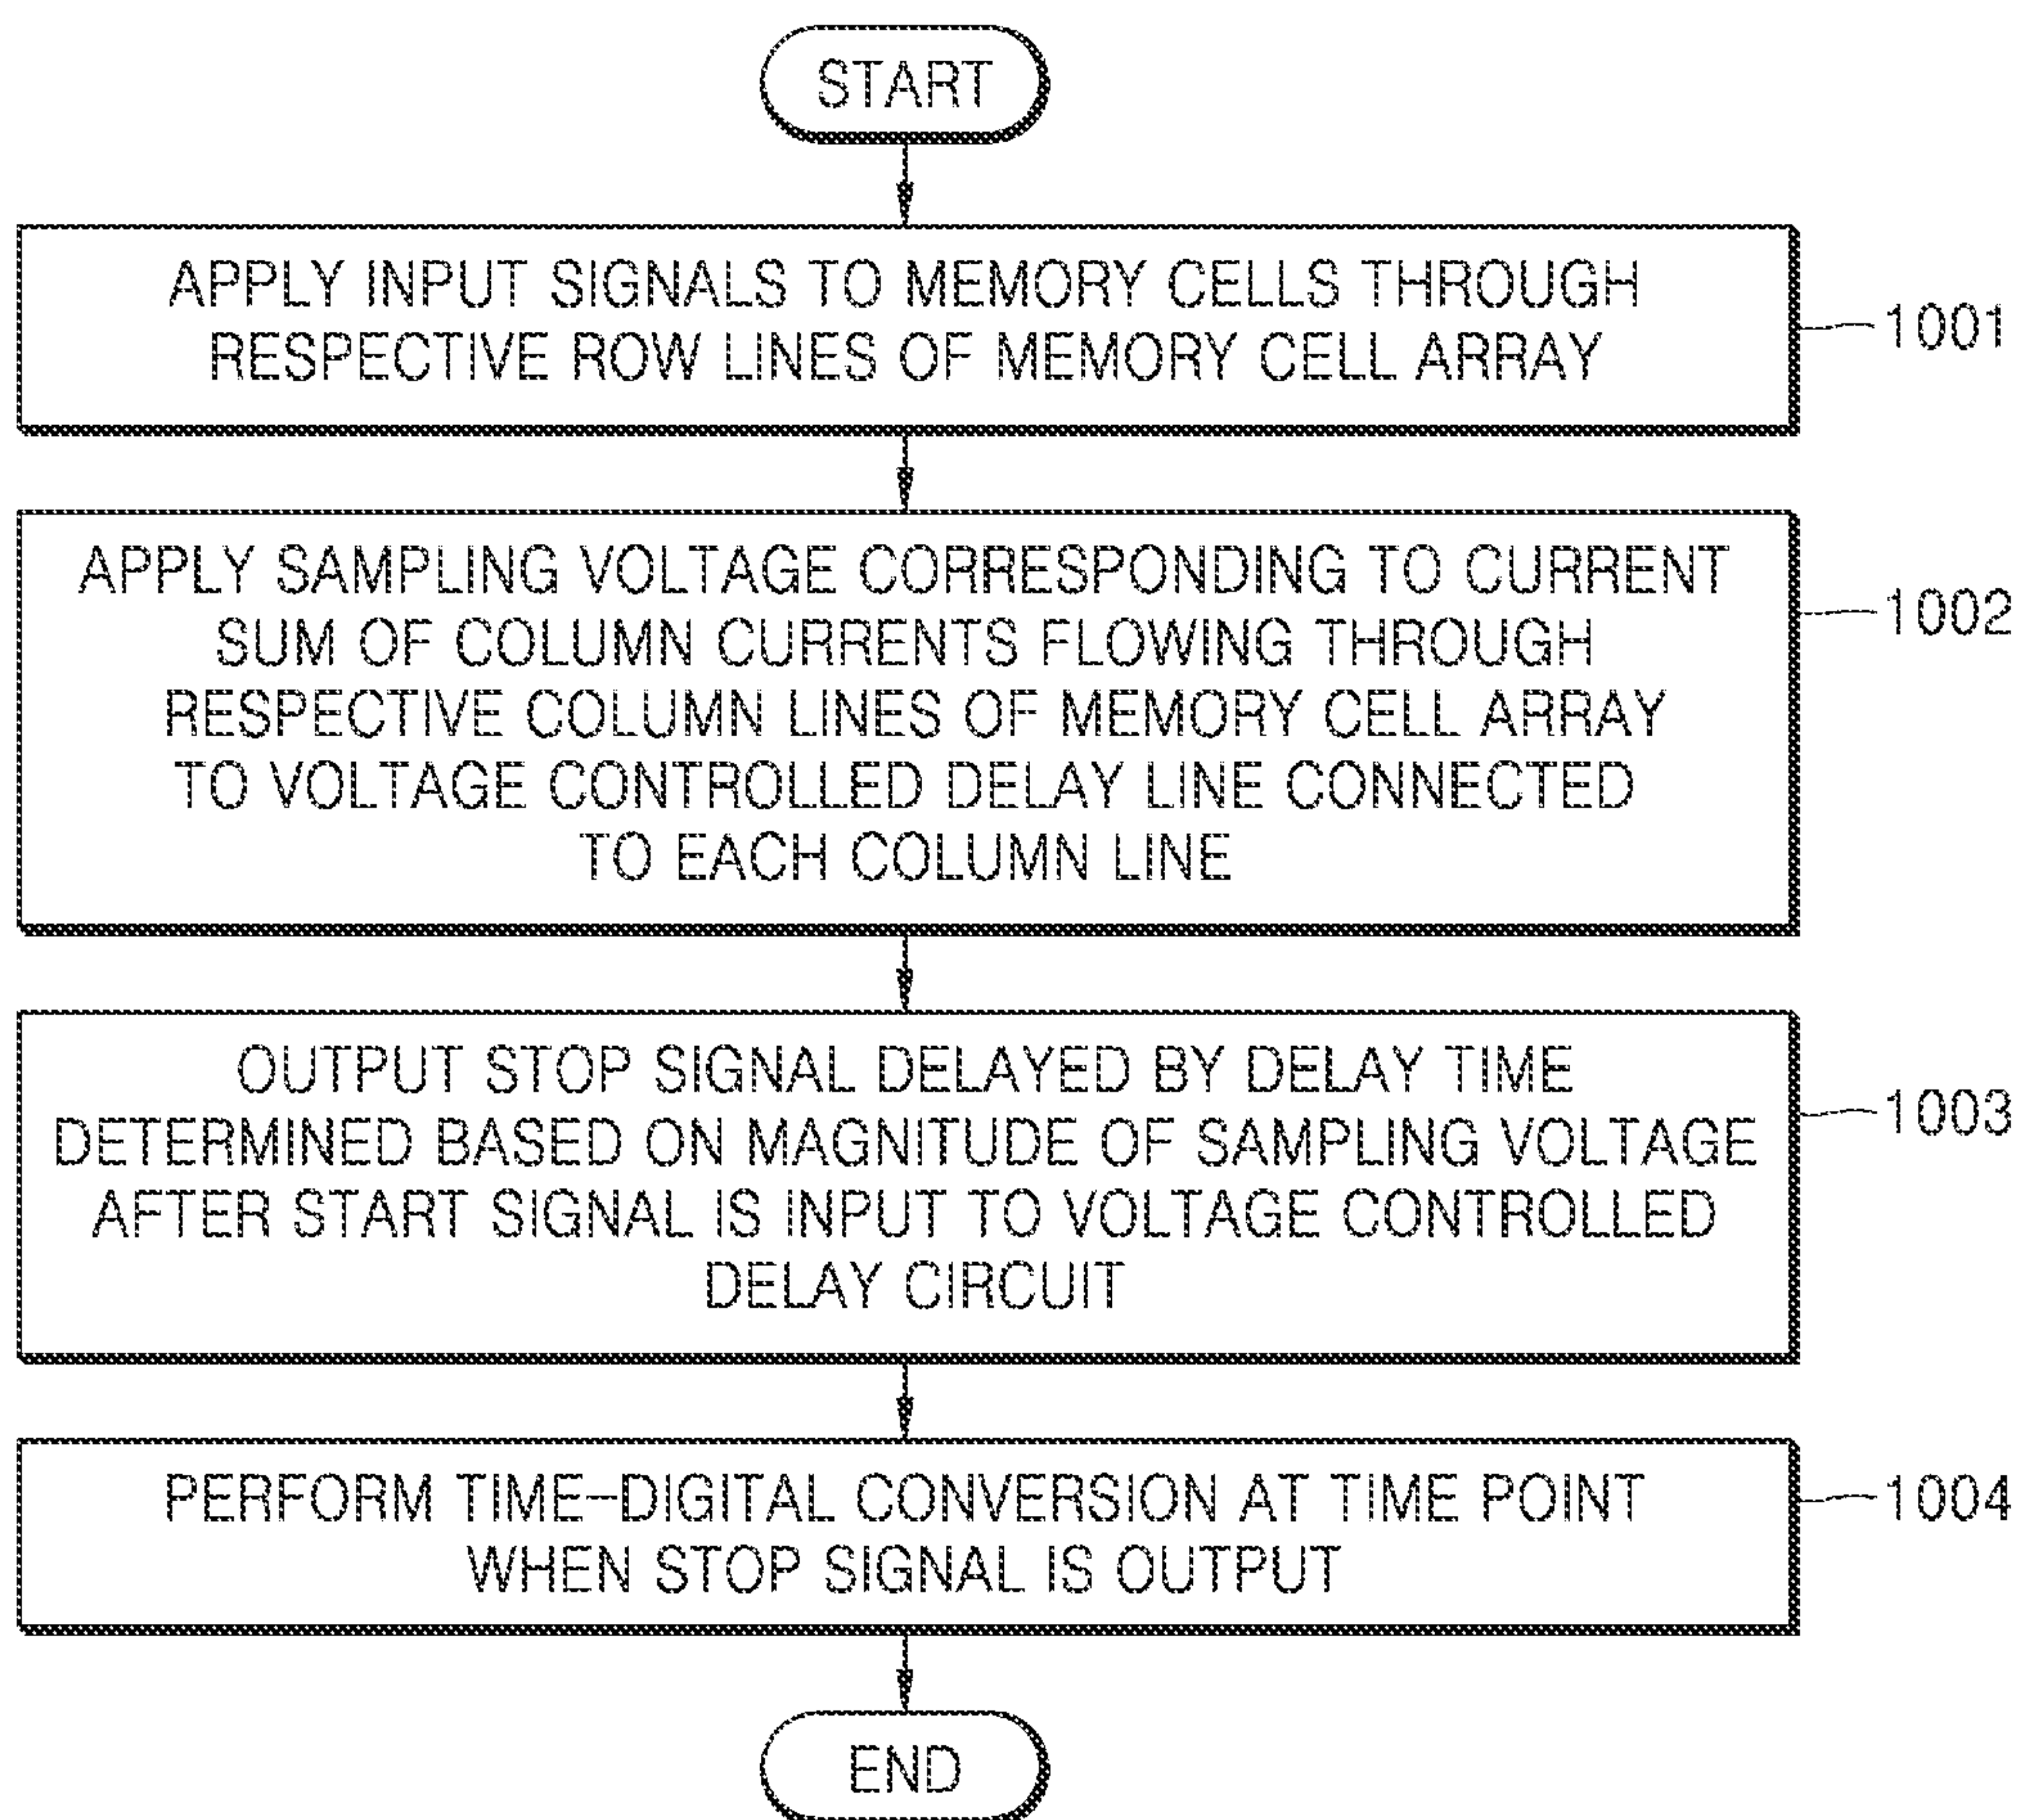 START
APPLY INPUT SIGNALS TO MEMORY CELLS THROUGH
RESPECTIVE ROW LINES OF MEMORY CELL ARRAY
1001
APPLY SAMPLING VOLTAGE CORRESPONDING TO CURRENT
SUM OF COLUMN CURRENTS FLOWING THROUGH
RESPECTIVE COLUMN LINES OF MEMORY CELL ARRAY
TO VOLTAGE CONTROLLED DELAY LINE CONNECTED
TO EACH COLUMN LINE
1002
OUTPUT STOP SIGNAL DELAYED BY DELAY TIME
DETERMINED BASED ON MAGNITUDE OF SAMPLING VOLTAGE
AFTER START SIGNAL IS INPUT TO VOLTAGE CONTROLLED
DELAY CIRCUIT
1003
PERFORM TIME-DIGITAL CONVERSION AT TIME POINT
WHEN STOP SIGNAL IS OUTPUT
1004
END